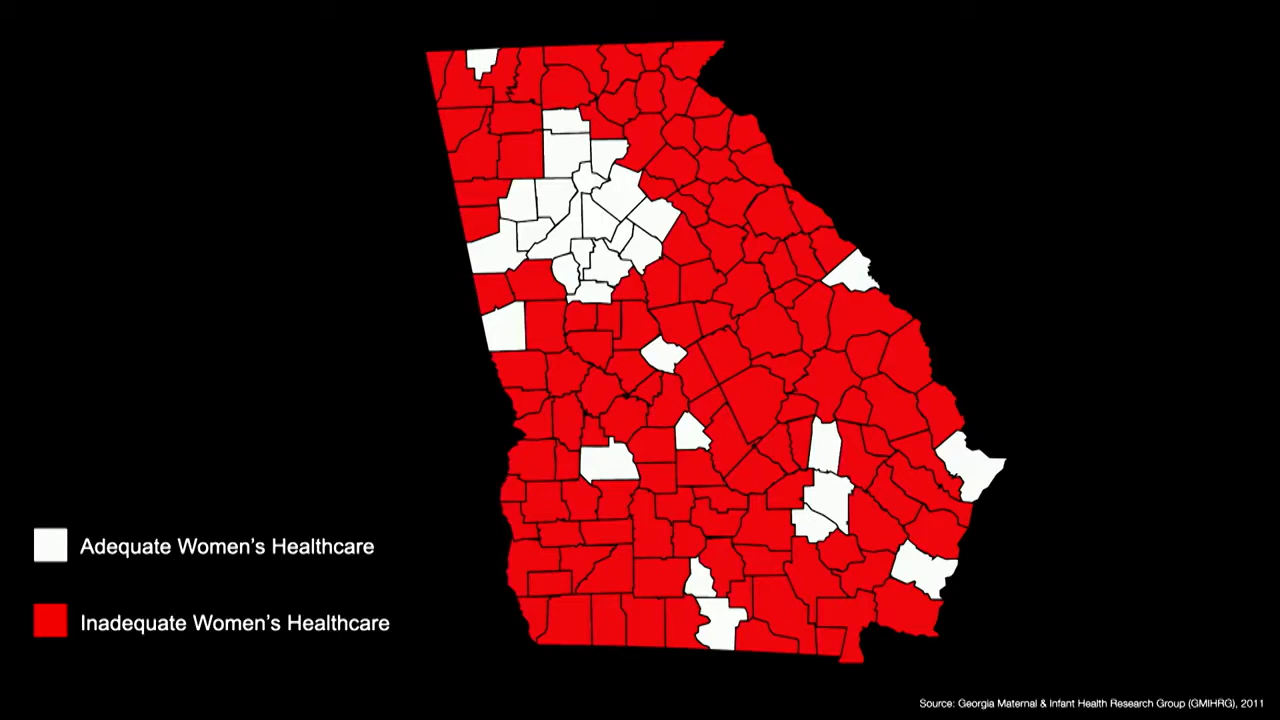 Adequate Women’s Healthcare
Inadequate Women’s Healthcare
Source: Georgia Maternal & Infant Health Research Group (GMIHRG), 2011